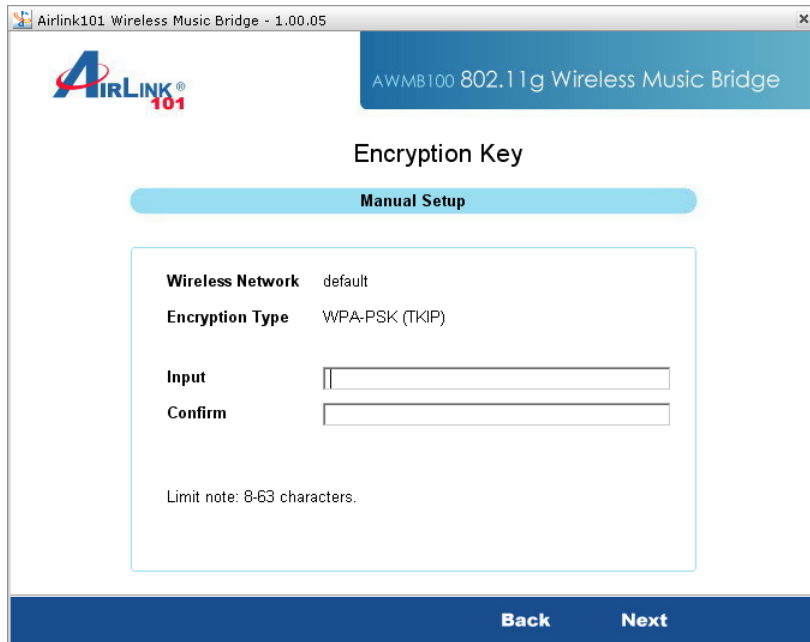 Airlink101 Wireless Music Bridge - 1.00.05
AIRLINK® 101
AWMB100 802.11g Wireless Music Bridge
Encryption Key
Manual Setup
Wireless Network default
Encryption Type WPA-PSK (TKIP)
Input
Confirm
Limit note: 8-63 characters.
Back Next